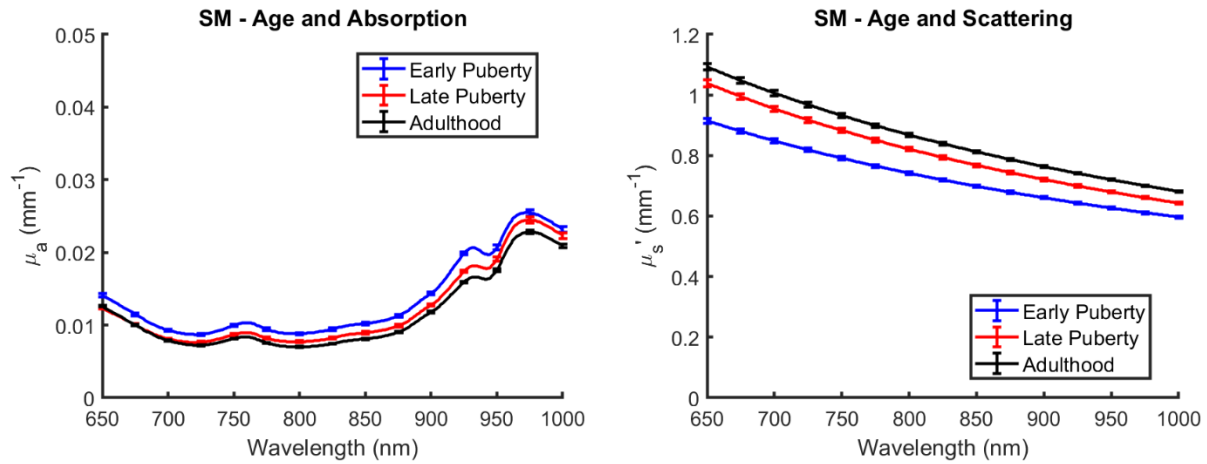 SM - Age and Absorption
0.05
0.04
0.03
0.02
0.01
0
μa (mm⁻¹)
Early Puberty
Late Puberty
Adulthood
650 700 750 800 850 900 950 1000
Wavelength (nm)
SM - Age and Scattering
1.2
1
0.8
0.6
0.4
0.2
0
μs' (mm⁻¹)
Early Puberty
Late Puberty
Adulthood
650 700 750 800 850 900 950 1000
Wavelength (nm)